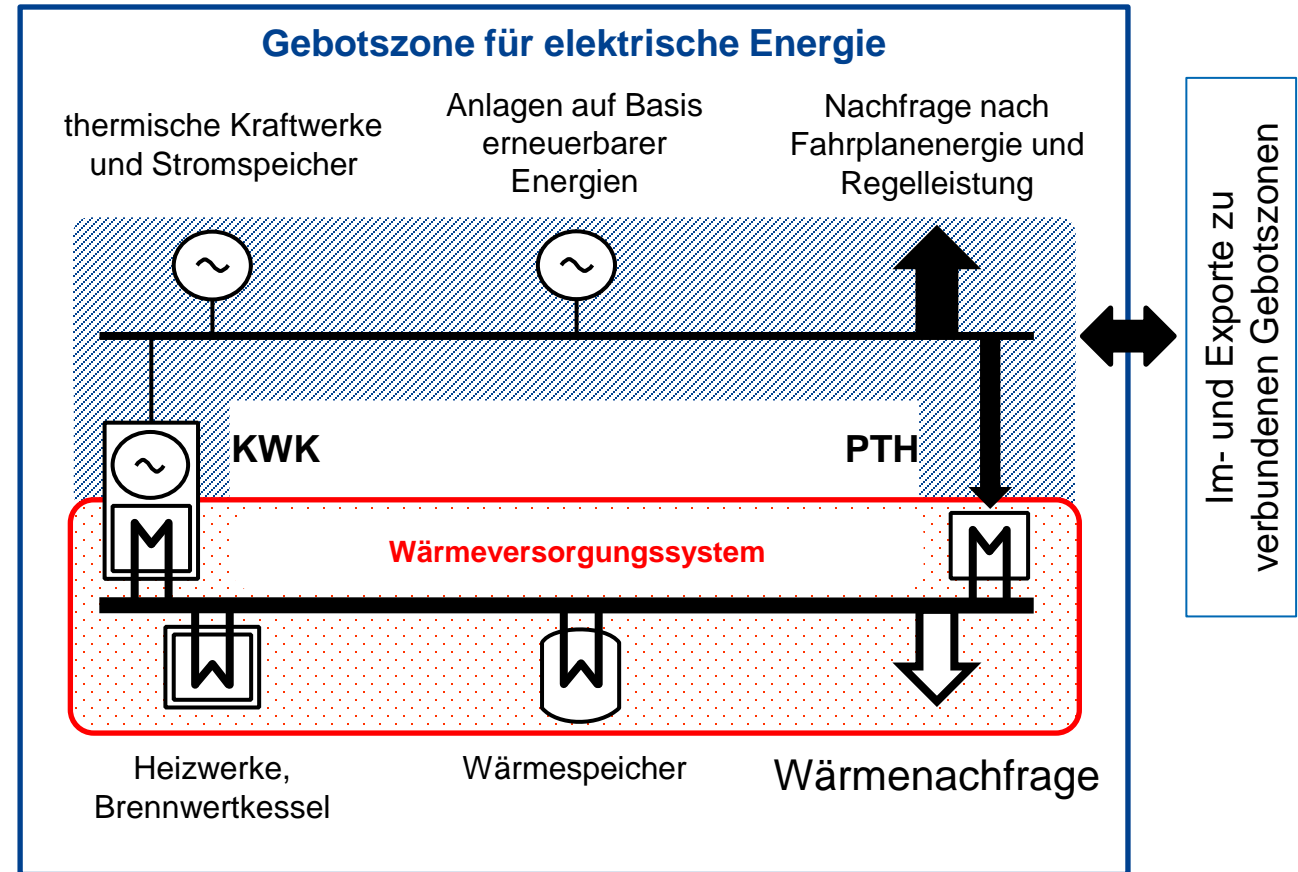 Gebotszone für elektrische Energie
thermische Kraftwerke
und Stromspeicher
Anlagen auf Basis
erneuerbarer
Energien
Nachfrage nach
Fahrplanenergie und
Regelleistung
KWK
PTH
Wärmeversorgungssystem
Heizwerke,
Brennwertkessel
Wärmespeicher
Wärmenachfrage
Im- und Exporte zu
verbundenen Gebotszonen